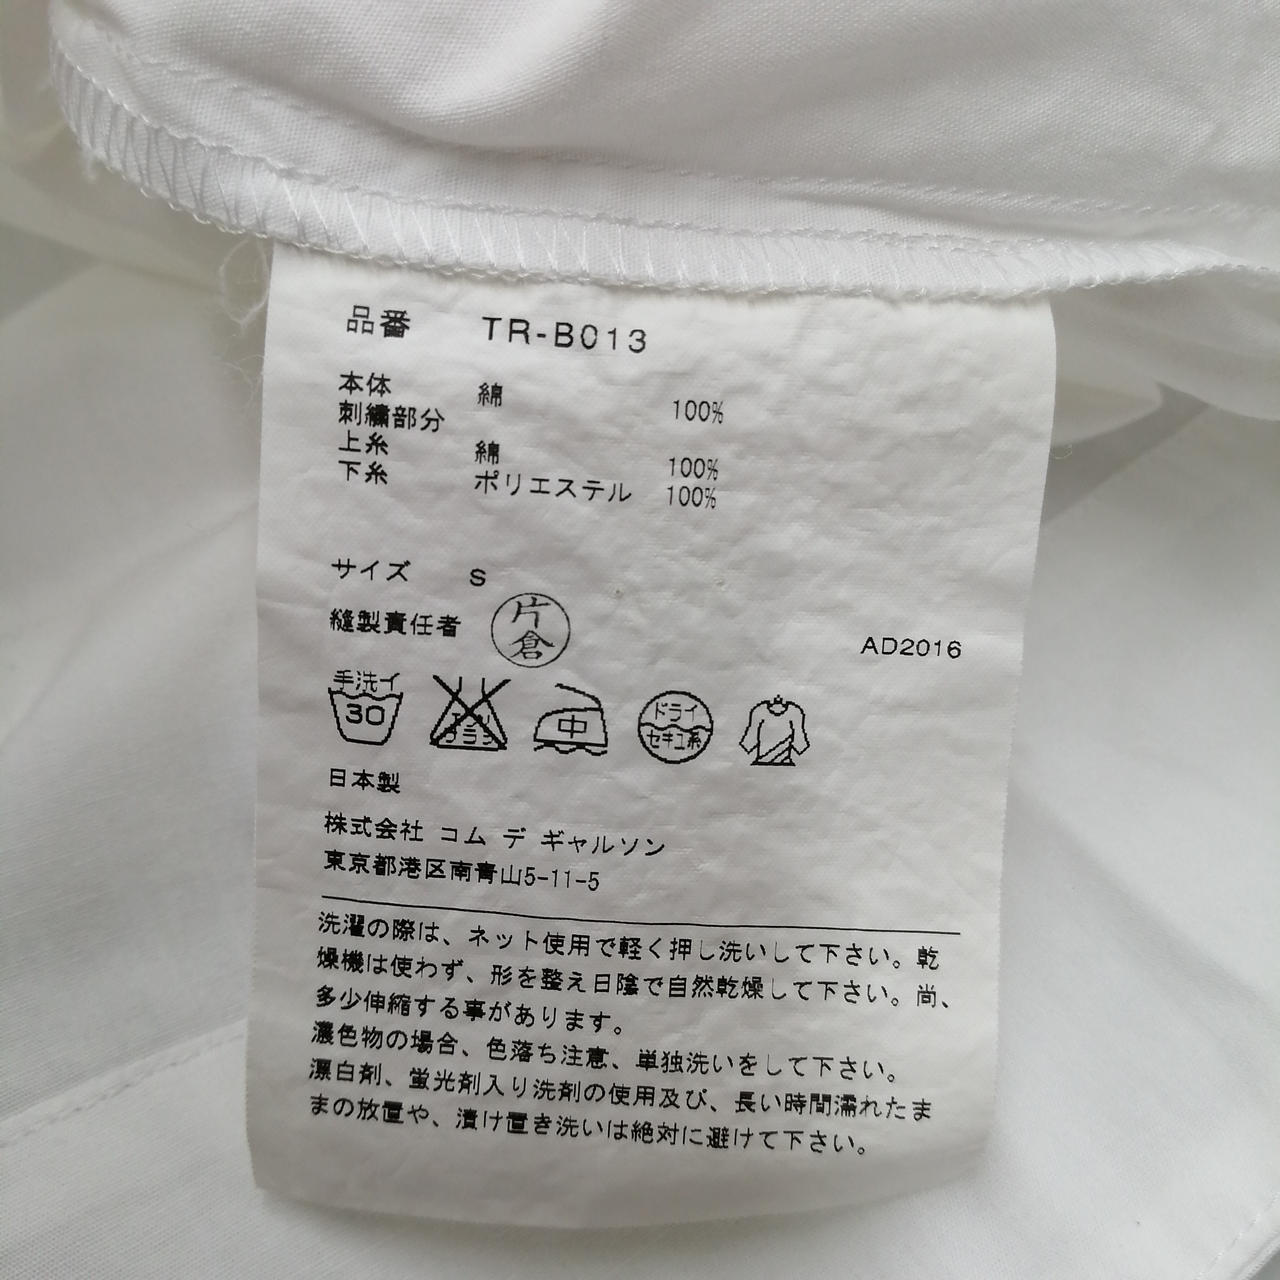 品番 TR-B013
本体 綿 100%
刺繍部分
上糸 綿 100%
下糸 ポリエステル 100%
サイズ S
縫製責任者 片倉
AD2016
手洗イ
30
エンソ
サラシ
中
ドライ
セキユ系
日本製
株式会社 コム デ ギャルソン
東京都港区南青山5-11-5
洗濯の際は、ネット使用で軽く押し洗いして下さい。乾
燥機は使わず、形を整え日陰で自然乾燥して下さい。尚、
多少伸縮する事があります。
濃色物の場合、色落ち注意、単独洗いをして下さい。
漂白剤、蛍光剤入り洗剤の使用及び、長い時間濡れたま
まの放置や、漬け置き洗いは絶対に避けて下さい。